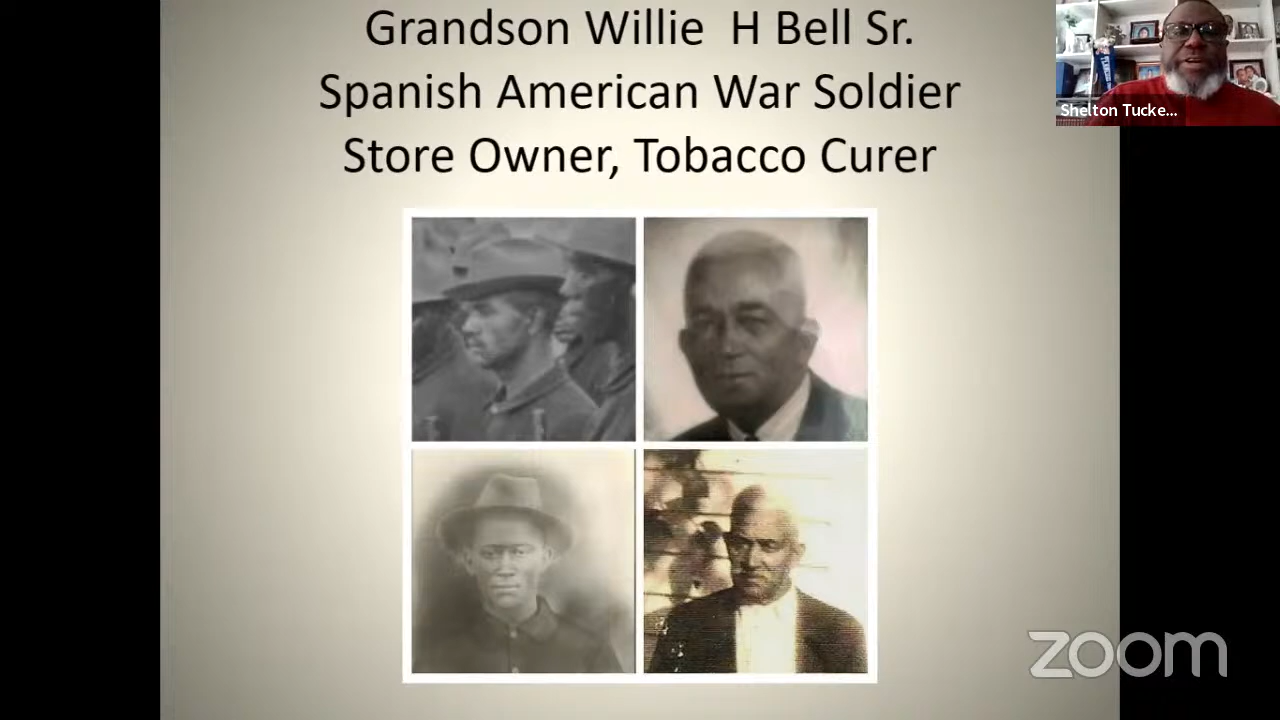 Grandson Willie H Bell Sr.
Spanish American War Soldier
Store Owner, Tobacco Curer
Shelton Tucke...
zoom